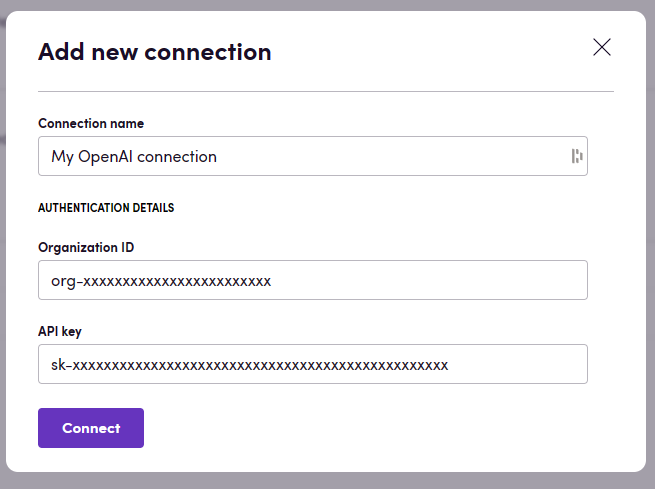 Add new connection
Connection name
My OpenAI connection
AUTHENTICATION DETAILS
Organization ID
org-xxxxxxxxxxxxxxxxxxxxxxxx
API key
sk-xxxxxxxxxxxxxxxxxxxxxxxxxxxxxxxxxxxxxxxxxxxxxxxx
Connect